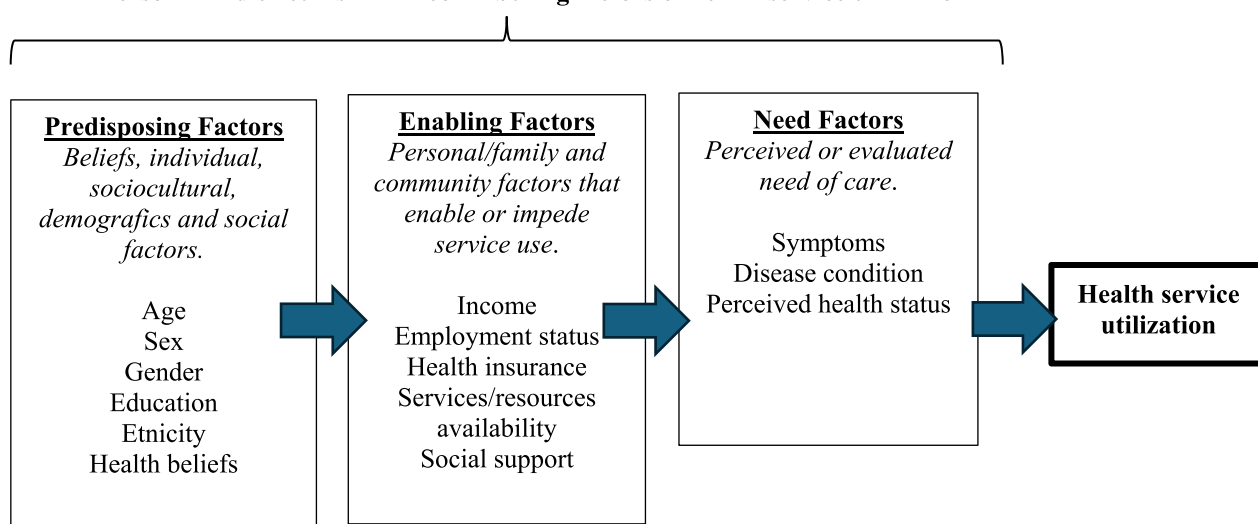 Predisposing Factors
Beliefs, individual,
sociocultural,
demografics and social
factors.
Age
Sex
Gender
Education
Etnicity
Health beliefs
Enabling Factors
Personal/family and
community factors that
enable or impede
service use.
Income
Employment status
Health insurance
Services/resources
availability
Social support
Need Factors
Perceived or evaluated
need of care.
Symptoms
Disease condition
Perceived health status
Health service
utilization